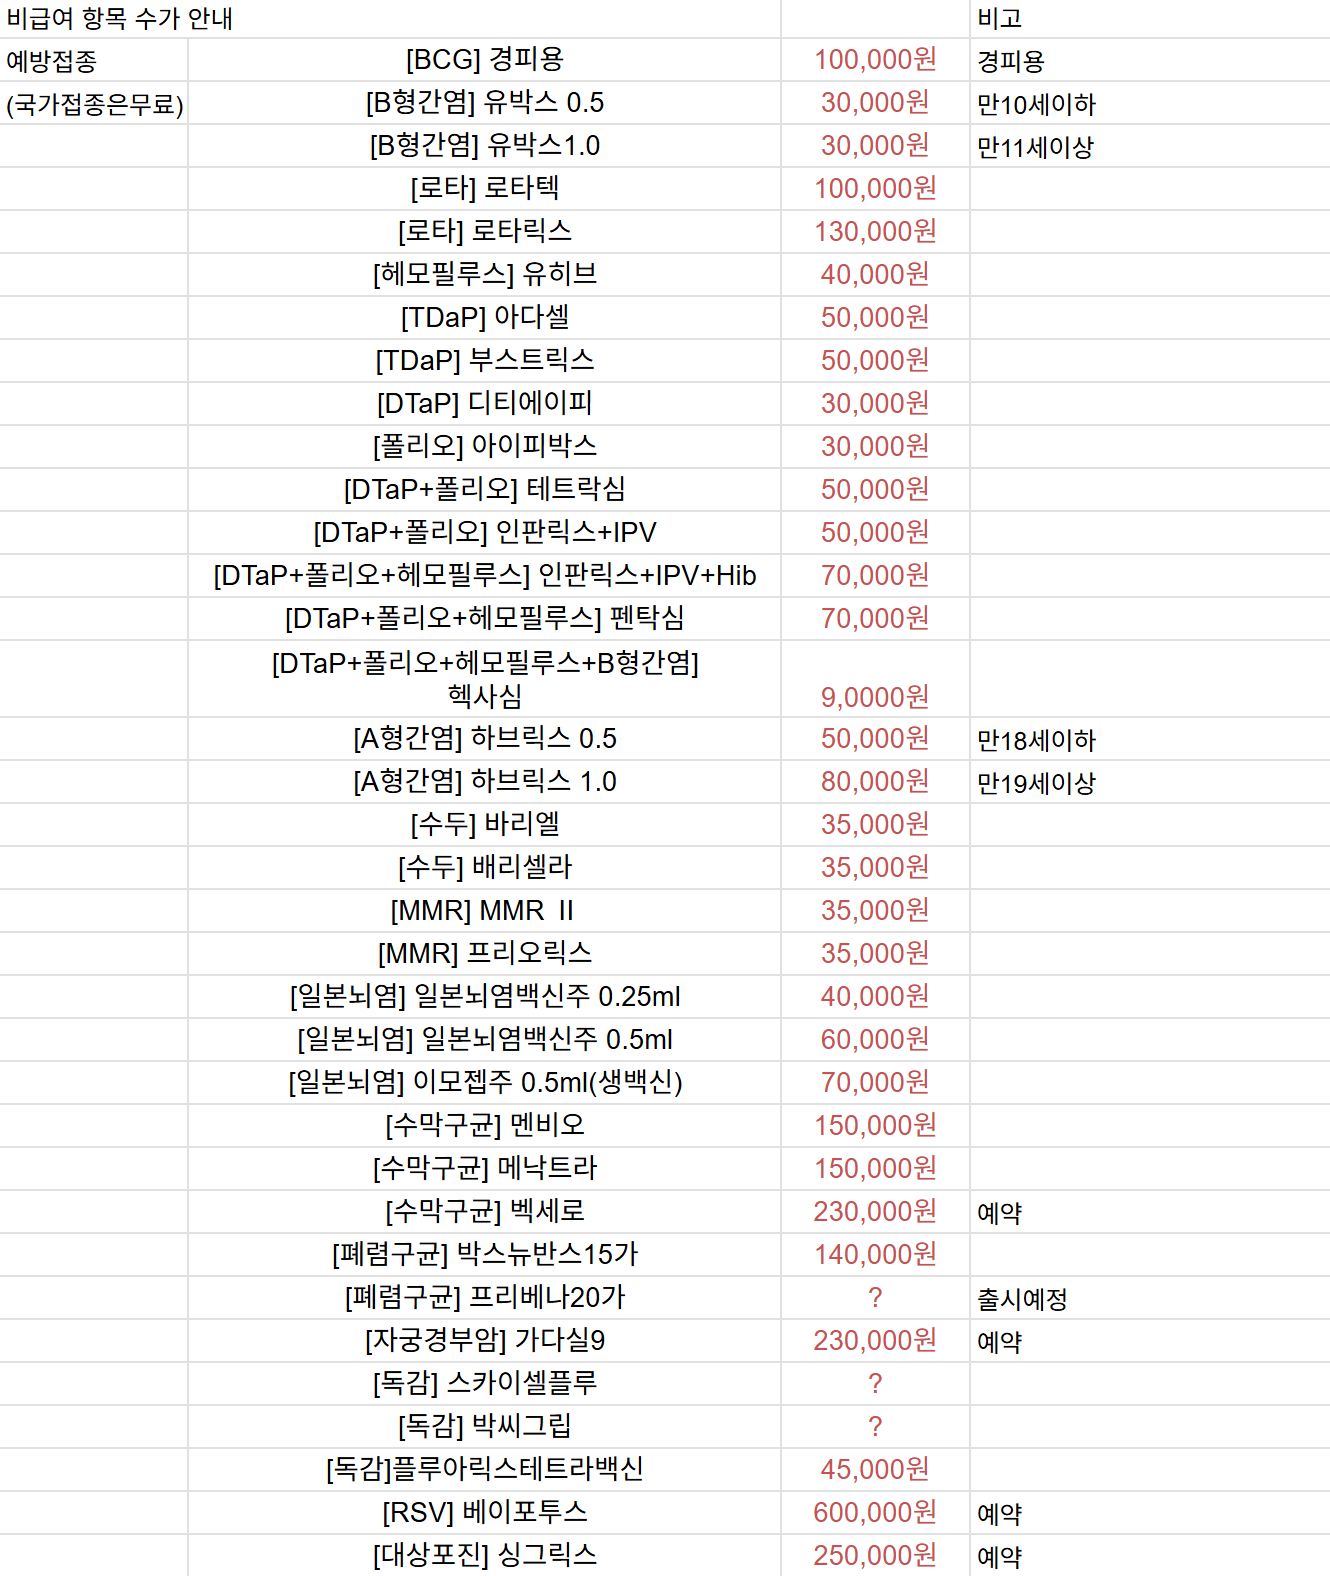 비급여 항목 수가 안내 비고
예방접종 [BCG] 경피용 100,000원 경피용
(국가접종은무료) [B형간염] 유박스 0.5 30,000원 만10세이하
[B형간염] 유박스1.0 30,000원 만11세이상
[로타] 로타텍 100,000원
[로타] 로타릭스 130,000원
[헤모필루스] 유히브 40,000원
[TDaP] 아다셀 50,000원
[TDaP] 부스트릭스 50,000원
[DTaP] 디티에이피 30,000원
[폴리오] 아이피박스 30,000원
[DTaP+폴리오] 테트락심 50,000원
[DTaP+폴리오] 인판릭스+IPV 50,000원
[DTaP+폴리오+헤모필루스] 인판릭스+IPV+Hib 70,000원
[DTaP+폴리오+헤모필루스] 펜탁심 70,000원
[DTaP+폴리오+헤모필루스+B형간염]
헥사심 9,0000원
[A형간염] 하브릭스 0.5 50,000원 만18세이하
[A형간염] 하브릭스 1.0 80,000원 만19세이상
[수두] 바리엘 35,000원
[수두] 배리셀라 35,000원
[MMR] MMR Ⅱ 35,000원
[MMR] 프리오릭스 35,000원
[일본뇌염] 일본뇌염백신주 0.25ml 40,000원
[일본뇌염] 일본뇌염백신주 0.5ml 60,000원
[일본뇌염] 이모젭주 0.5ml(생백신) 70,000원
[수막구균] 멘비오 150,000원
[수막구균] 메낙트라 150,000원
[수막구균] 벡세로 230,000원 예약
[폐렴구균] 박스뉴반스15가 140,000원
[폐렴구균] 프리베나20가 ? 출시예정
[자궁경부암] 가다실9 230,000원 예약
[독감] 스카이셀플루 ?
[독감] 박씨그립 ?
[독감]플루아릭스테트라백신 45,000원
[RSV] 베이포투스 600,000원 예약
[대상포진] 싱그릭스 250,000원 예약